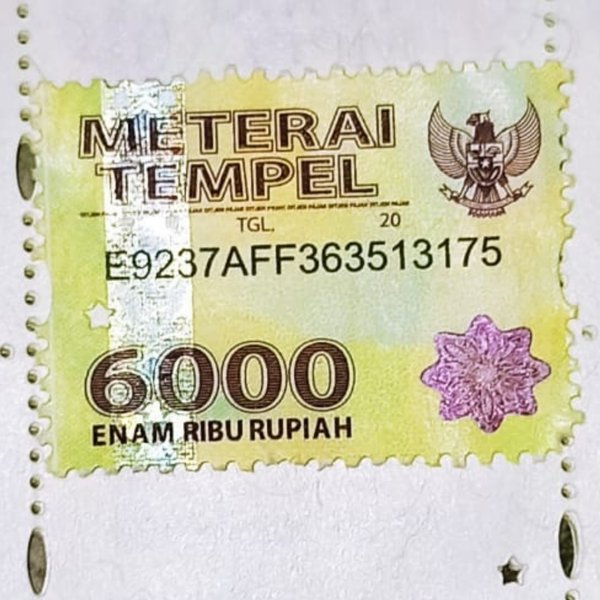 METERAI
TEMPEL
TGL. 20
E9237AFF363513175
6000
ENAM RIBU RUPIAH